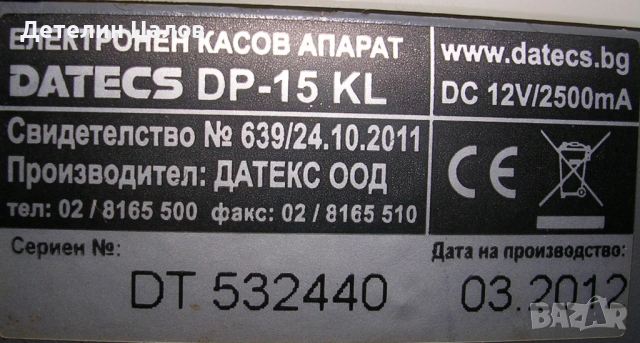 Детелин Цалов
ЕЛЕКТРОНЕН КАСОВ АПАРАТ
DATECS DP-15 KL
Свидетелство № 639/24.10.2011
Производител: ДАТЕКС ООД
тел: 02 / 8165 500 факс: 02 / 8165 510
www.datecs.bg
DC 12V/2500mA
CE
Сериен №:
DT 532440
Дата на производство:
03.2012
BAZAR